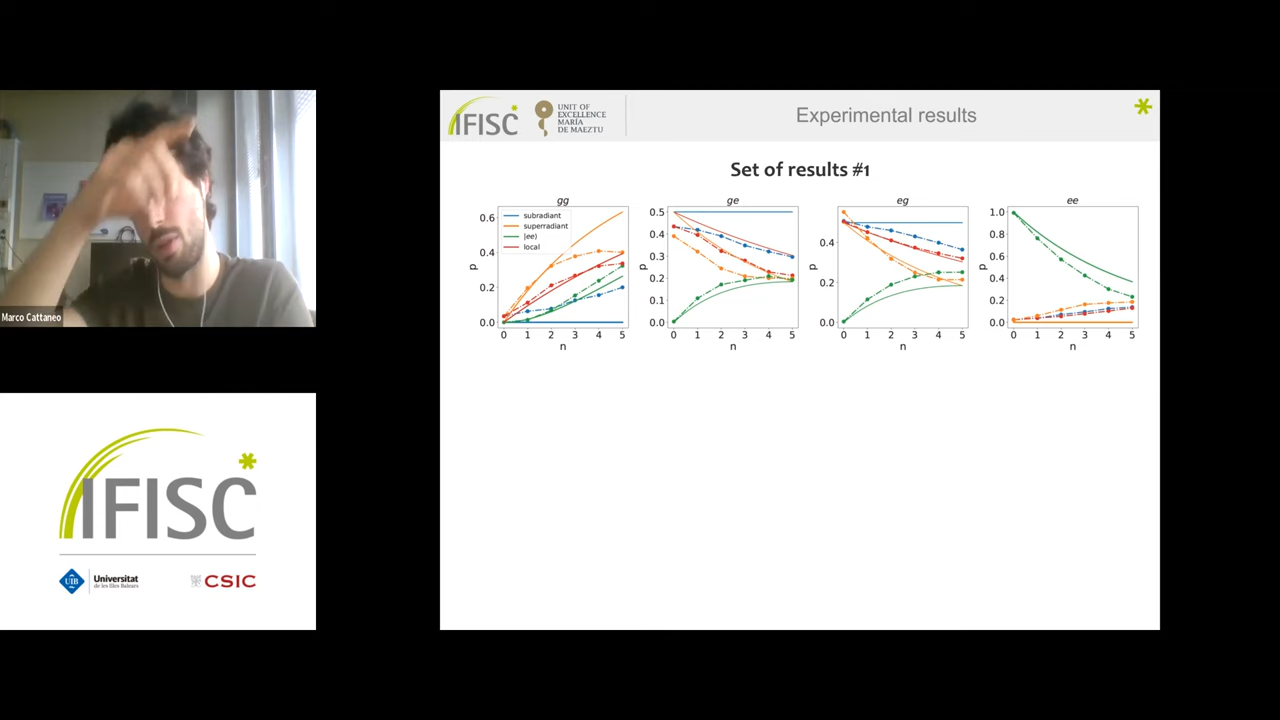 Marco Cattaneo
IFISC
UIB
Universitat
de les Illes Balears
CSIC
IFISC
UNIT OF
EXCELLENCE
MARÍA
DE MAEZTU
Experimental results
Set of results #1
gg
subradiant
superradiant
|ee⟩
local
p
0.6
0.4
0.2
0.0
0 1 2 3 4 5
n
ge
p
0.5
0.4
0.3
0.2
0.1
0.0
0 1 2 3 4 5
n
eg
p
0.4
0.2
0.0
0 1 2 3 4 5
n
ee
p
1.0
0.8
0.6
0.4
0.2
0.0
0 1 2 3 4 5
n